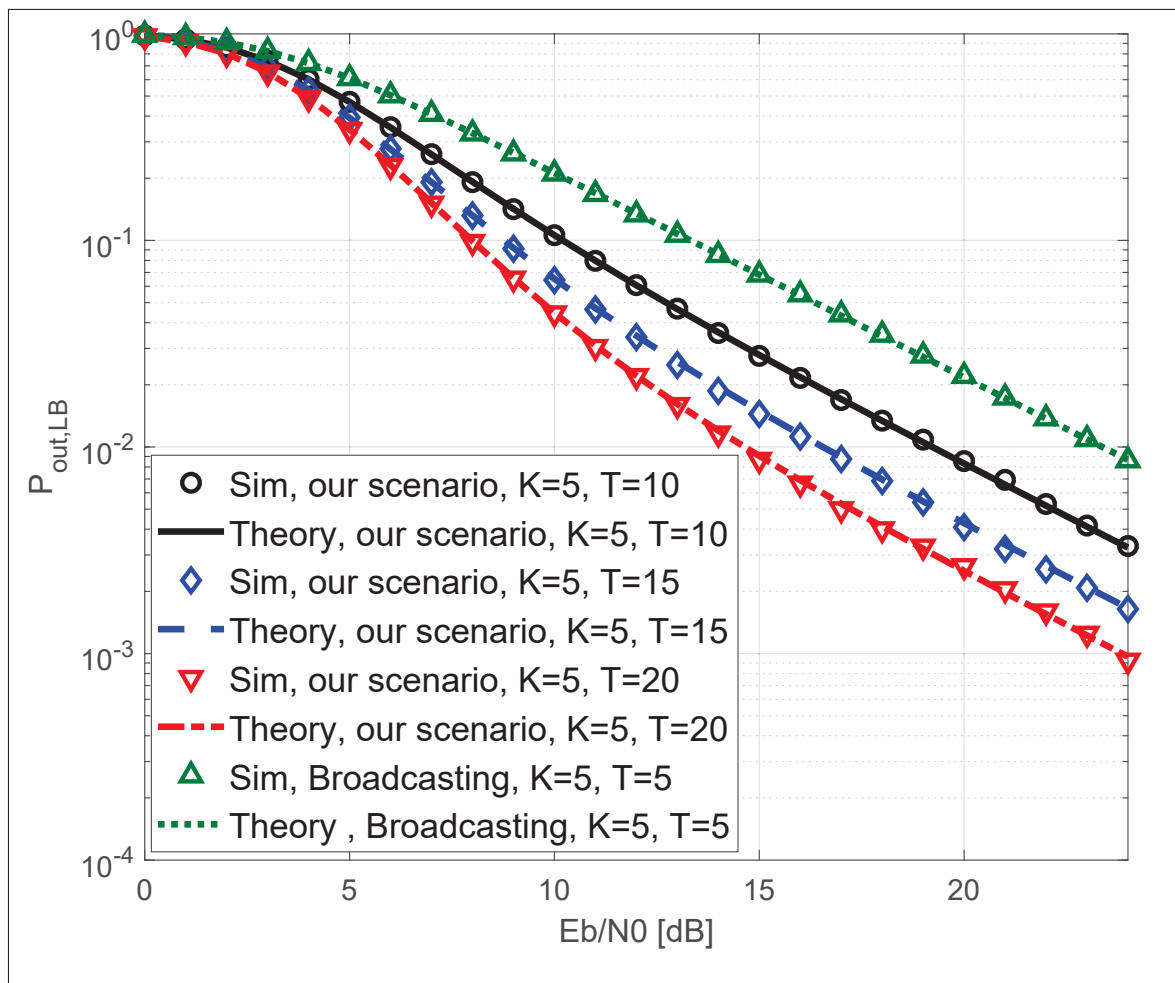 10^0
10^-1
10^-2
10^-3
10^-4
P_out,LB
Sim, our scenario, K=5, T=10
Theory, our scenario, K=5, T=10
Sim, our scenario, K=5, T=15
Theory, our scenario, K=5, T=15
Sim, our scenario, K=5, T=20
Theory, our scenario, K=5, T=20
Sim, Broadcasting, K=5, T=5
Theory , Broadcasting, K=5, T=5
0 5 10 15 20
Eb/N0 [dB]